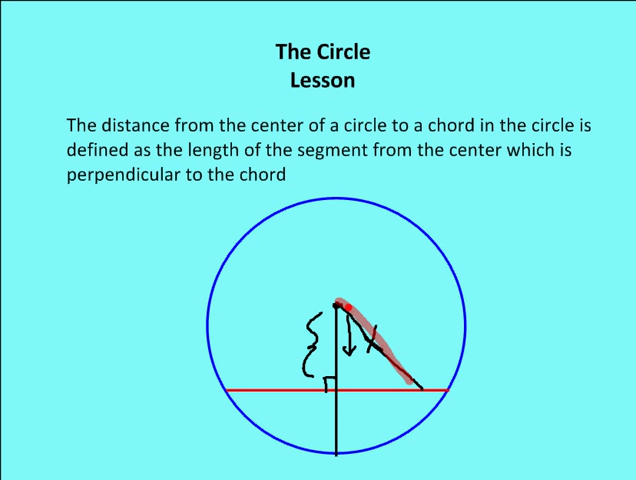 The Circle
Lesson
The distance from the center of a circle to a chord in the circle is
defined as the length of the segment from the center which is
perpendicular to the chord